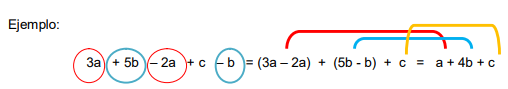 Ejemplo:
3a + 5b – 2a + c – b = (3a – 2a) + (5b - b) + c = a + 4b + c